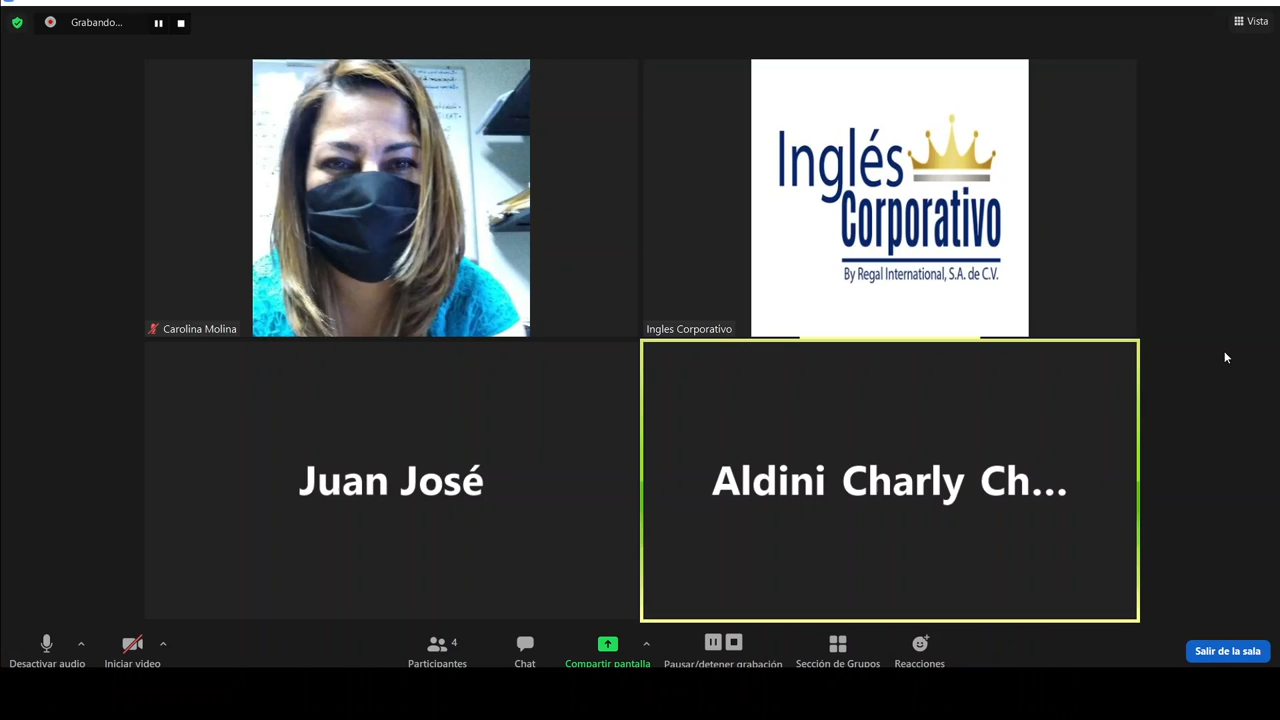 Grabando...
Vista
Inglés
Corporativo
By Regal International, S.A. de C.V.
Carolina Molina
Ingles Corporativo
Juan José
Aldini Charly Ch...
4
Desactivar audio
Iniciar video
Participantes
Chat
Compartir pantalla
Pausar/detener grabación
Sección de Grupos
Reacciones
Salir de la sala